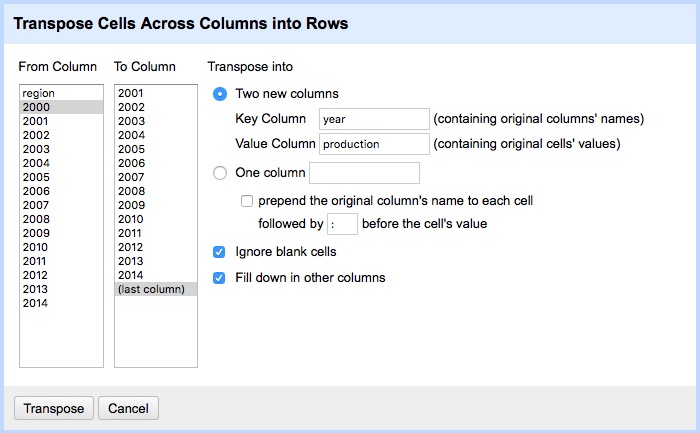 Transpose Cells Across Columns into Rows
From Column
To Column
Transpose into
region
2000
2001
2002
2003
2004
2005
2006
2007
2008
2009
2010
2011
2012
2013
2014
2001
2002
2003
2004
2005
2006
2007
2008
2009
2010
2011
2012
2013
2014
(last column)
Two new columns
Key Column year (containing original columns' names)
Value Column production (containing original cells' values)
One column
prepend the original column's name to each cell
followed by : before the cell's value
Ignore blank cells
Fill down in other columns
Transpose
Cancel